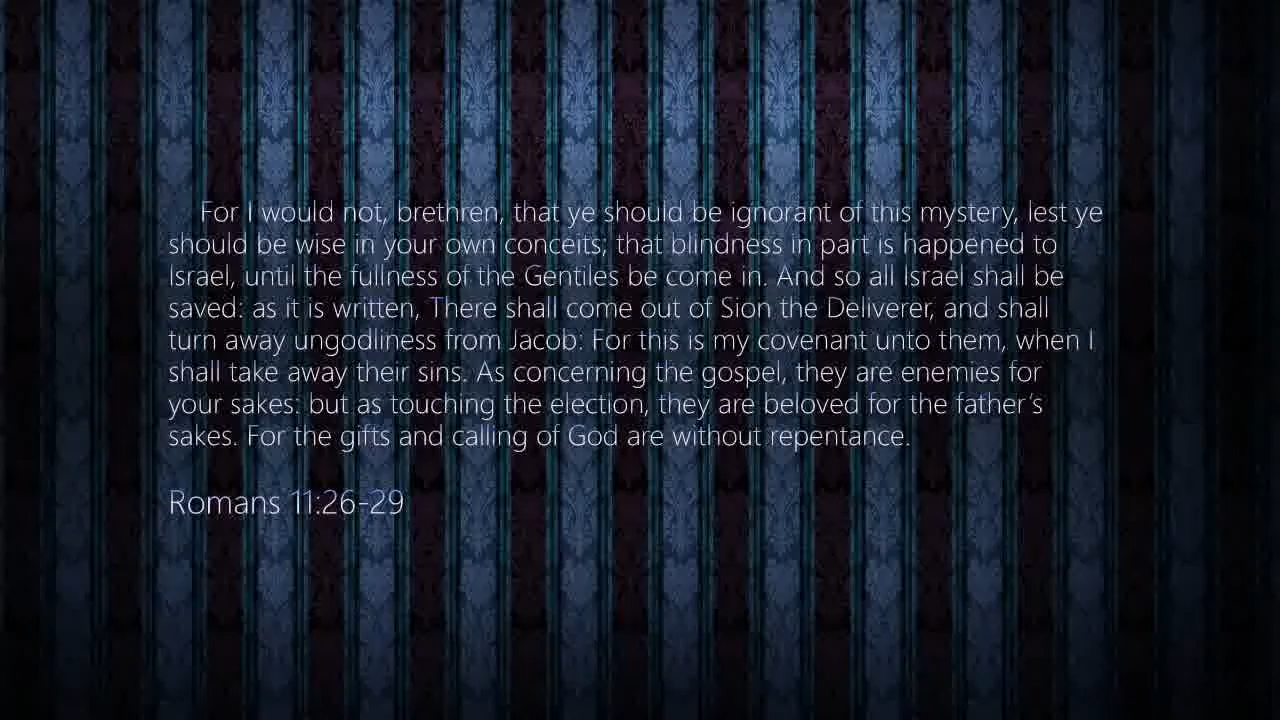 For I would not, brethren, that ye should be ignorant of this mystery, lest ye
should be wise in your own conceits; that blindness in part is happened to
Israel, until the fullness of the Gentiles be come in. And so all Israel shall be
saved: as it is written, There shall come out of Sion the Deliverer, and shall
turn away ungodliness from Jacob: For this is my covenant unto them, when I
shall take away their sins. As concerning the gospel, they are enemies for
your sakes: but as touching the election, they are beloved for the father's
sakes. For the gifts and calling of God are without repentance.
Romans 11:26-29